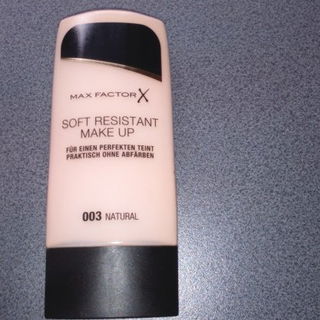 MAX FACTOR X
SOFT RESISTANT
MAKE UP
FÜR EINEN PERFEKTEN TEINT
PRAKTISCH OHNE ABFÄRBEN
003 NATURAL